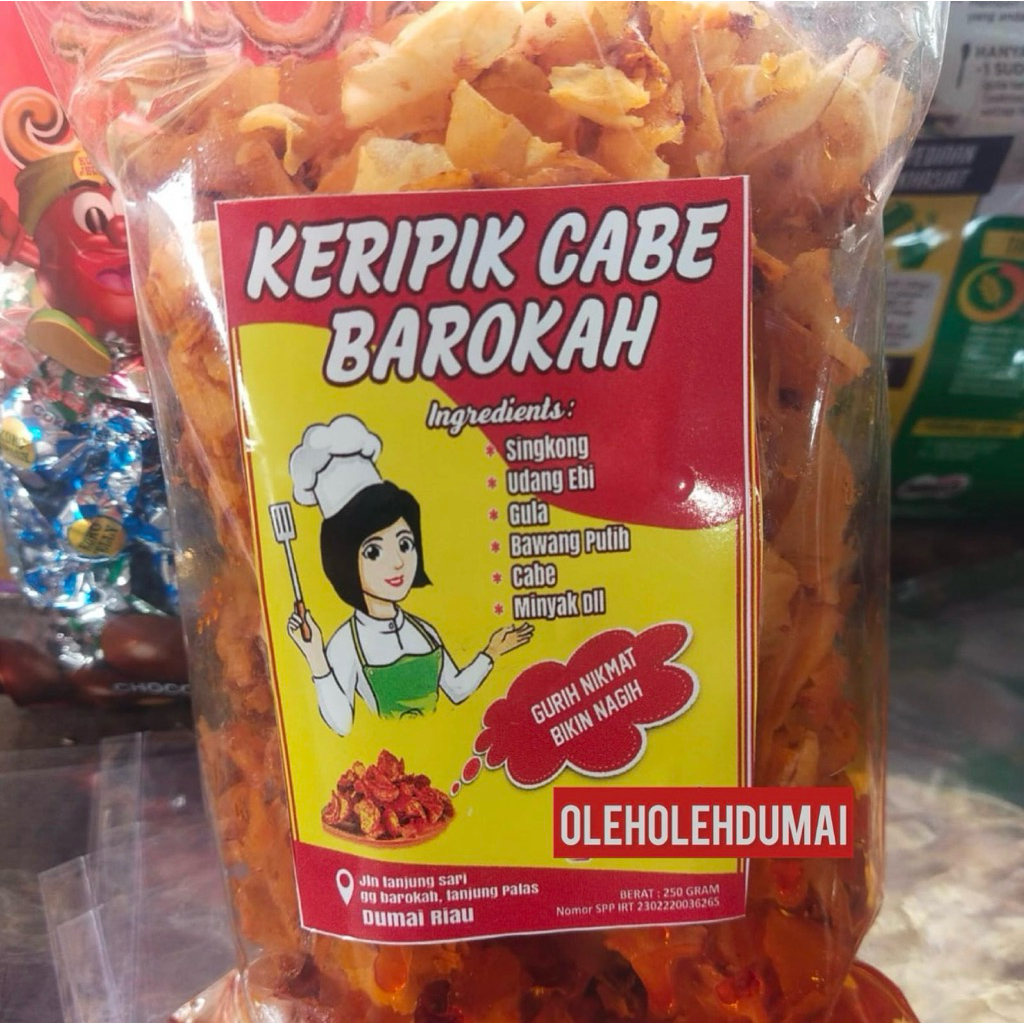 KERIPIK CABE
BAROKAH
Ingredients:
* Singkong
* Udang Ebi
* Gula
* Bawang Putih
* Cabe
* Minyak Dll
GURIH NIKMAT
BIKIN NAGIH
OLEHOLEHDUMAI
Jln tanjung sari
gg barokah, tanjung Palas
Dumai Riau
BERAT : 250 GRAM
Nomor SPP IRT 2302220036265
CHOCO